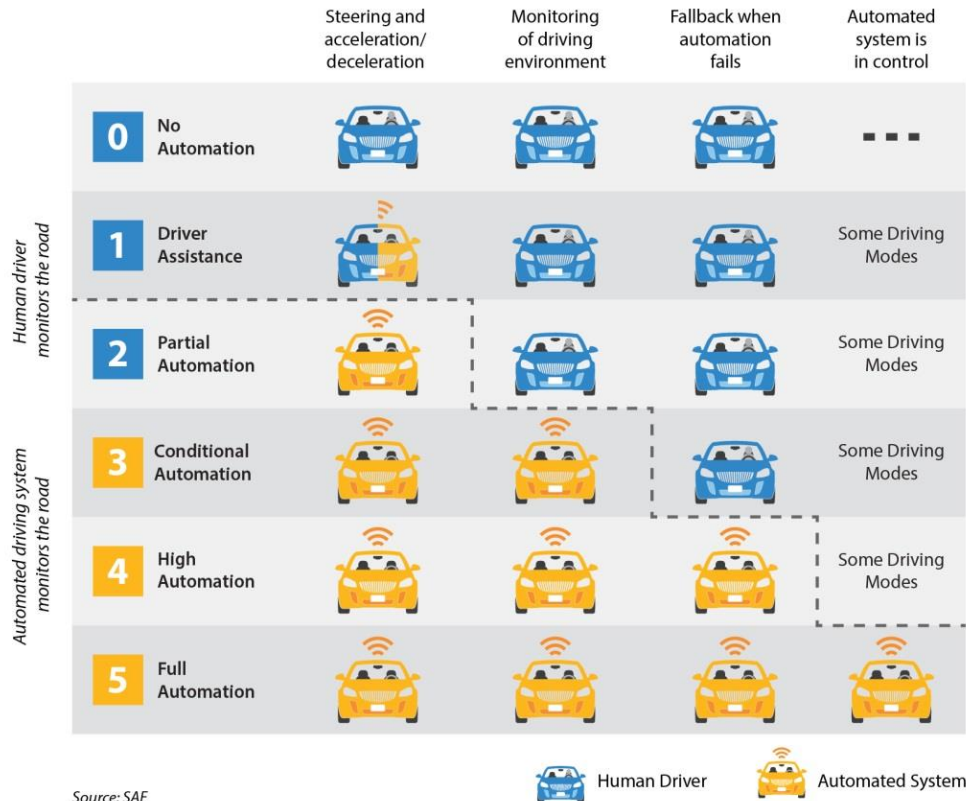 Steering and
acceleration/
deceleration
Monitoring
of driving
environment
Fallback when
automation
fails
Automated
system is
in control
Human driver
monitors the road
0
No
Automation
---
1
Driver
Assistance
Some Driving
Modes
2
Partial
Automation
Some Driving
Modes
Automated driving system
monitors the road
3
Conditional
Automation
Some Driving
Modes
4
High
Automation
Some Driving
Modes
5
Full
Automation
Source: SAE
Human Driver
Automated System